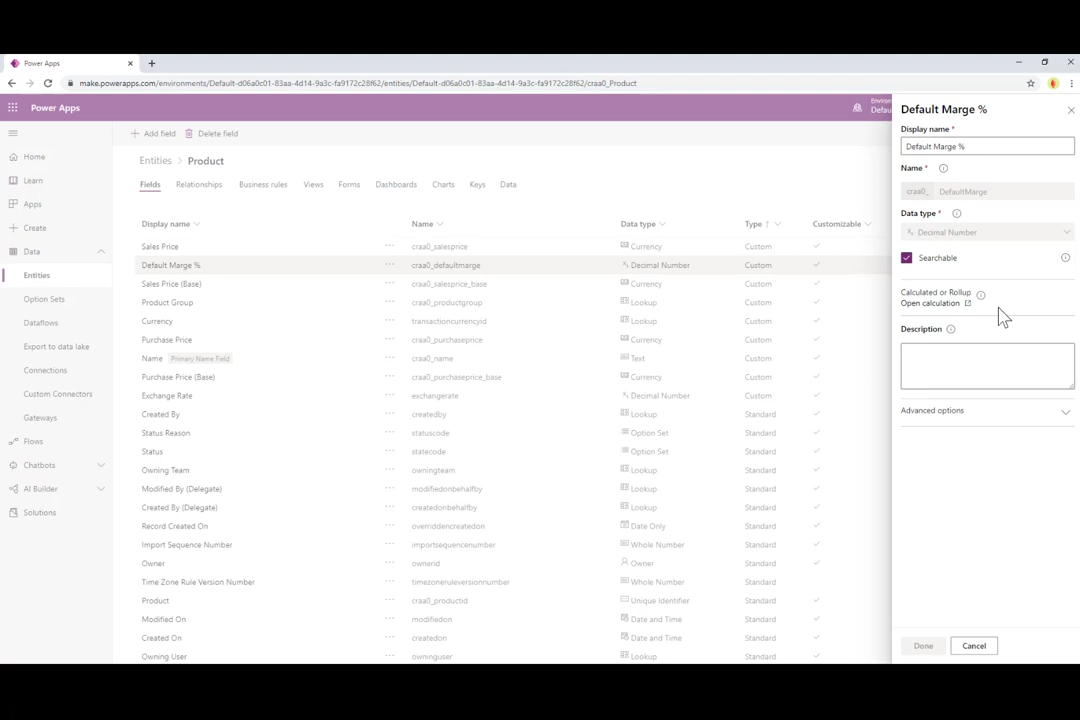 Power Apps
make.powerapps.com/environments/Default-d06a0c01-83aa-4d14-9a3c-fa9172c28f62/entities/Default-d06a0c01-83aa-4d14-9a3c-fa9172c28f62/craa0_Product
Power Apps
Environ
Defau
Home
Learn
Apps
Create
Data
Entities
Option Sets
Dataflows
Export to data lake
Connections
Custom Connectors
Gateways
Flows
Chatbots
AI Builder
Solutions
Add field Delete field
Entities > Product
Fields Relationships Business rules Views Forms Dashboards Charts Keys Data
Display name Name Data type Type Customizable
Sales Price ··· craa0_salesprice Currency Custom
Default Marge % ··· craa0_defaultmarge Decimal Number Custom
Sales Price (Base) ··· craa0_salesprice_base Currency Custom
Product Group ··· craa0_productgroup Lookup Custom
Currency ··· transactioncurrencyid Lookup Custom
Purchase Price ··· craa0_purchaseprice Currency Custom
Name Primary Name Field ··· craa0_name Text Custom
Purchase Price (Base) ··· craa0_purchaseprice_base Currency Custom
Exchange Rate ··· exchangerate Decimal Number Custom
Created By ··· createdby Lookup Standard
Status Reason ··· statuscode Option Set Standard
Status ··· statecode Option Set Standard
Owning Team ··· owningteam Lookup Standard
Modified By (Delegate) ··· modifiedonbehalfby Lookup Standard
Created By (Delegate) ··· createdonbehalfby Lookup Standard
Record Created On ··· overriddencreatedon Date Only Standard
Import Sequence Number ··· importsequencenumber Whole Number Standard
Owner ··· ownerid Owner Standard
Time Zone Rule Version Number ··· timezoneruleversionnumber Whole Number Standard
Product ··· craa0_productid Unique Identifier Standard
Modified On ··· modifiedon Date and Time Standard
Created On ··· createdon Date and Time Standard
Owning User ··· owninguser Lookup Standard
Default Marge %
Display name *
Default Marge %
Name *
craa0_ DefaultMarge
Data type *
Decimal Number
Searchable
Calculated or Rollup
Open calculation
Description
Advanced options
Done Cancel